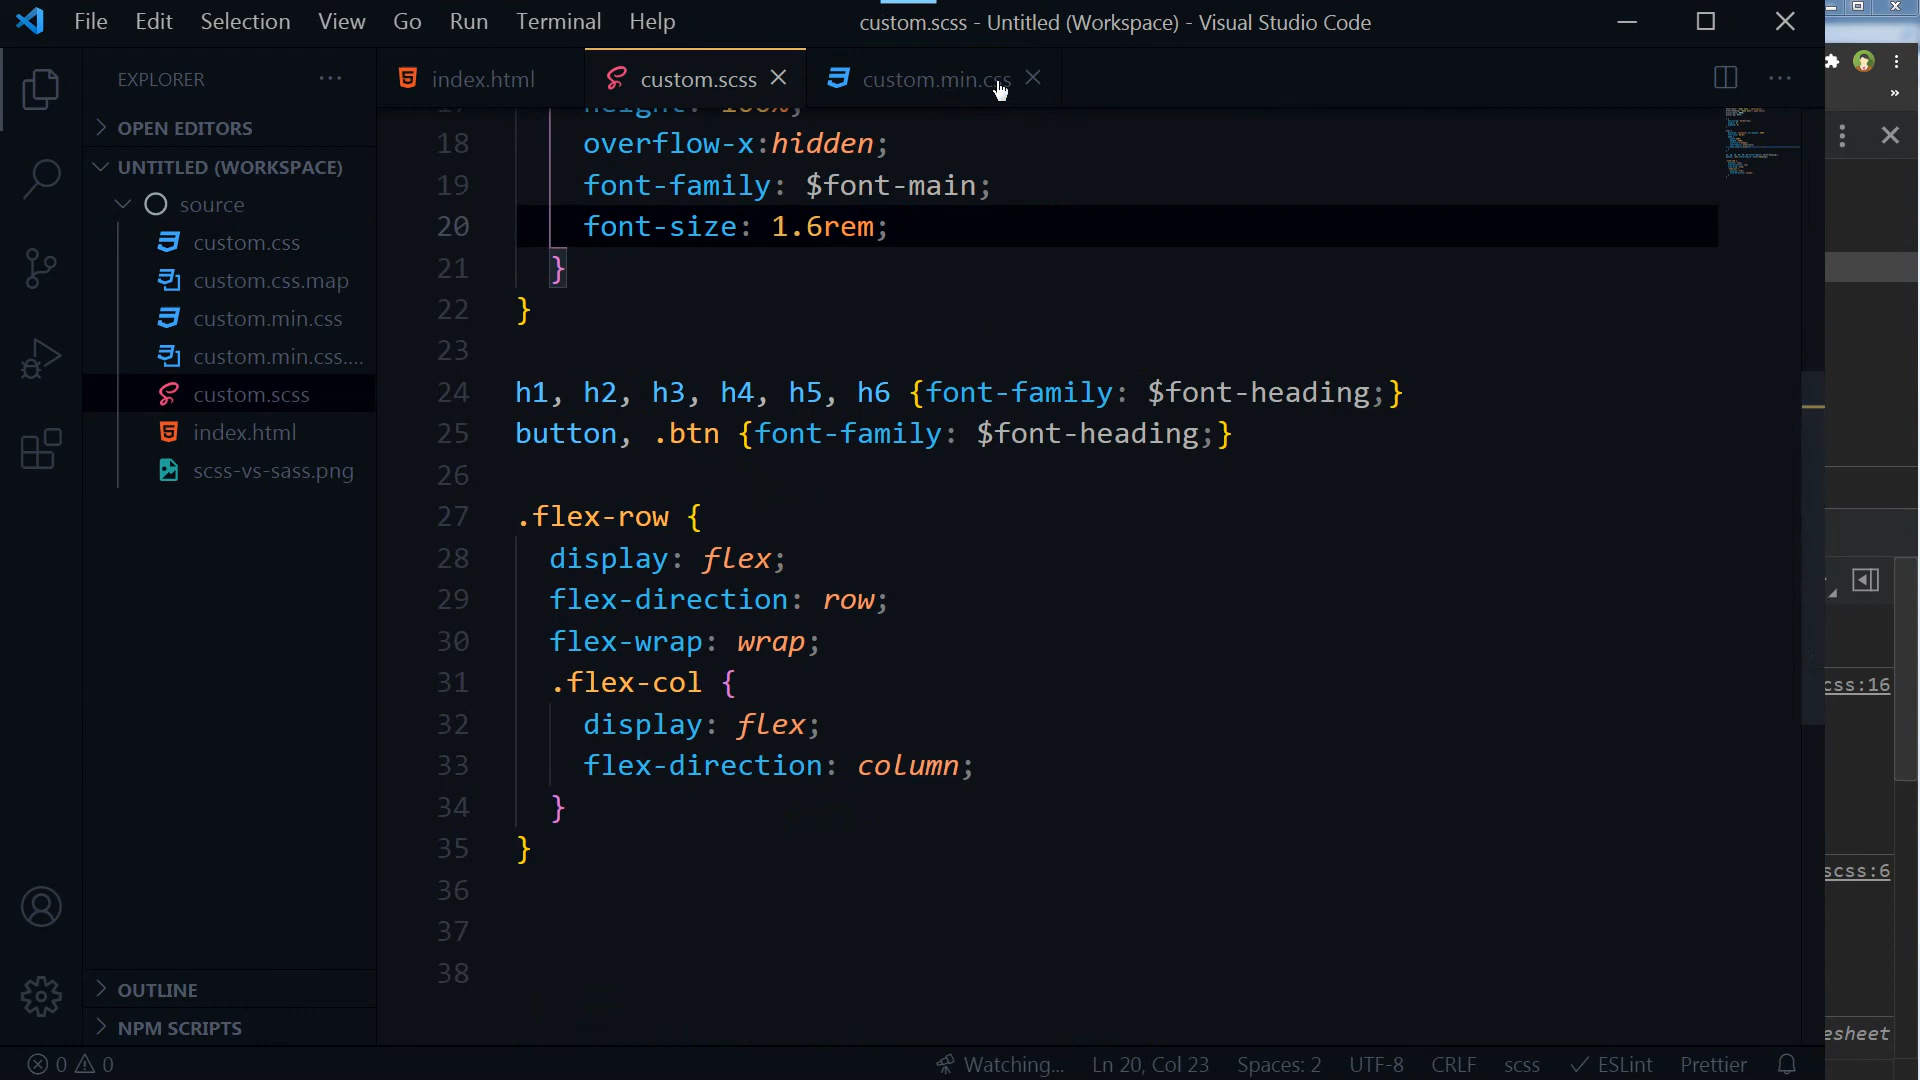 File Edit Selection View Go Run Terminal Help
custom.scss - Untitled (Workspace) - Visual Studio Code
EXPLORER
index.html
custom.scss
custom.min.css
OPEN EDITORS
UNTITLED (WORKSPACE)
source
custom.css
custom.css.map
custom.min.css
custom.min.css....
custom.scss
index.html
scss-vs-sass.png
OUTLINE
NPM SCRIPTS
17 height: 100%;
18 overflow-x:hidden;
19 font-family: $font-main;
20 font-size: 1.6rem;
21 }
22 }
23
24 h1, h2, h3, h4, h5, h6 {font-family: $font-heading;}
25 button, .btn {font-family: $font-heading;}
26
27 .flex-row {
28 display: flex;
29 flex-direction: row;
30 flex-wrap: wrap;
31 .flex-col {
32 display: flex;
33 flex-direction: column;
34 }
35 }
36
37
38
css:16
scss:6
esheet
0 0 Watching... Ln 20, Col 23 Spaces: 2 UTF-8 CRLF scss ESLint Prettier